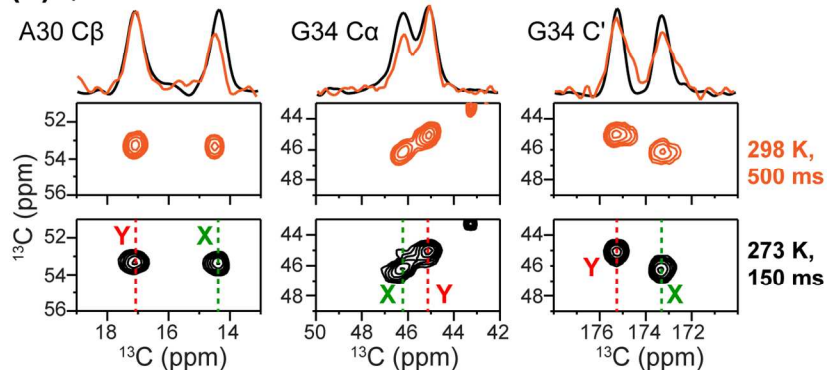 A30 Cβ
G34 Cα
G34 C'
52
54
56
44
46
48
44
46
48
298 K,
500 ms
52
54
56
Y
X
44
46
48
X
Y
44
46
48
Y
X
273 K,
150 ms
18 16 14
50 48 46 44 42
176 174 172
¹³C (ppm)
¹³C (ppm)
¹³C (ppm)
¹³C (ppm)